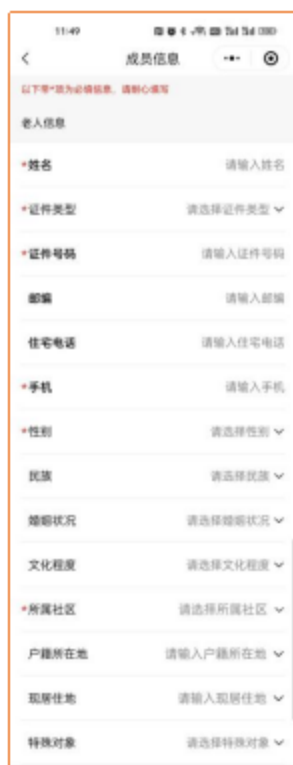 11:49
成员信息
以下带*项为必填信息，请耐心填写
老人信息
*姓名 请输入姓名
*证件类型 请选择证件类型
*证件号码 请输入证件号码
邮编 请输入邮编
住宅电话 请输入住宅电话
*手机 请输入手机
*性别 请选择性别
民族 请选择民族
婚姻状况 请选择婚姻状况
文化程度 请选择文化程度
*所属社区 请选择所属社区
户籍所在地 请输入户籍所在地
现居住地 请输入现居住地
特殊对象 请选择特殊对象